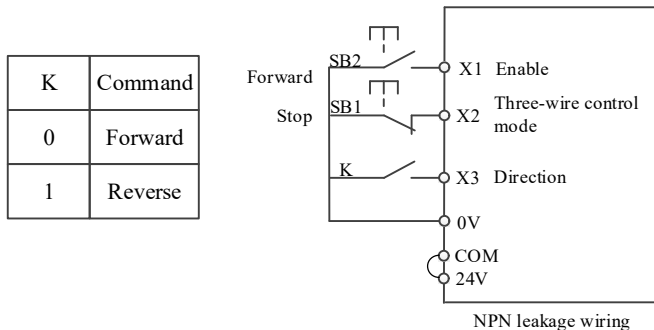 K Command
0 Forward
1 Reverse
SB2
Forward
X1 Enable
SB1
Stop
X2 Three-wire control
mode
K
X3 Direction
0V
COM
24V
NPN leakage wiring